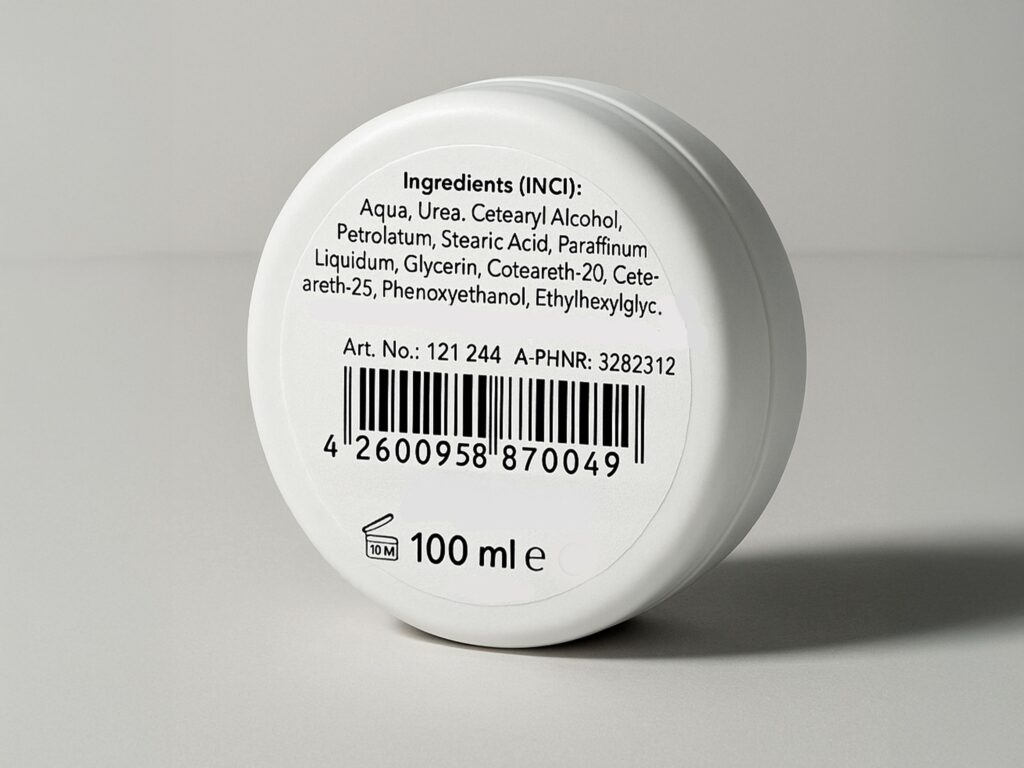 Ingredients (INCI):
Aqua, Urea. Cetearyl Alcohol,
Petrolatum, Stearic Acid, Paraffinum
Liquidum, Glycerin, Coteareth-20, Cete-
areth-25, Phenoxyethanol, Ethylhexylglyc.
Art. No.: 121 244 A-PHNR: 3282312
4 2600958 870049
10 M 100 ml e